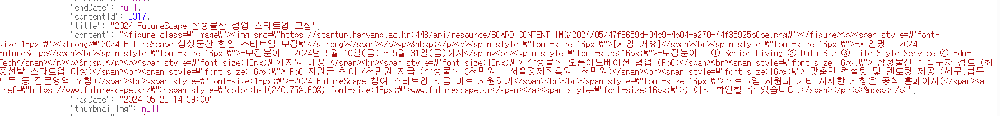 "endDate": null,
"contentId": 3317,
"title": "2024 FutureScape 삼성물산 협업 스타트업 모집",
"content": "<figure class=₩"image₩"><img src=₩"https://startup.hanyang.ac.kr:443/api/resource/BOARD_CONTENT_IMG/2024/05/47f6659d-04c9-4b04-a270-44f35925b0be.png₩"></figure><p><span style=₩"font-
size:16px;₩"><strong>₩"2024 FutureScape 삼성물산 협업 스타트업 모집₩"</strong></span></p><p>&nbsp;</p><p><span style=₩"font-size:16px;₩">[사업 개요]</span><br><span style=₩"font-size:16px;₩">-사업명 : 2024
FutureScape</span><br><span style=₩"font-size:16px;₩">-모집분야 : 2024년 5월 10일(금) ~ 5월 31일(금)까지</span><br><span style=₩"font-size:16px;₩">-모집분야 : ① Senior Living ② Data Biz ③ Life Style Service ④ Edu-
Tech</span></p><p>&nbsp;</p><p><span style=₩"font-size:16px;₩">[지원 내용]</span><br><span style=₩"font-size:16px;₩">-삼성물산 오픈이노베이션 협업 (PoC)</span><br><span style=₩"font-size:16px;₩">-삼성물산 직접투자 검토 (최
종선발 스타트업 대상)</span><br><span style=₩"font-size:16px;₩">-PoC 지원금 최대 4천만원 지급 (삼성물산 3천만원 + 서울경제진흥원 1천만원)</span><br><span style=₩"font-size:16px;₩">-맞춤형 컨설팅 및 멘토링 제공 (세무,법무,
노무 등 전문영역 포함)</span><br><span style=₩"font-size:16px;₩">-2024 FutureScape 참여 스타트업 지금 바로 지원하기</span><br><br><span style=₩"font-size:16px;₩">프로그램 지원과 기타 자세한 사항은 공식 홈페이지(</span><a
href=₩"https://www.futurescape.kr/₩"><span style=₩"color:hsl(240,75%,60%);font-size:16px;₩">www.futurescape.kr</span></a><span style=₩"font-size:16px;₩">) 에서 확인할 수 있습니다.</span></p><p>&nbsp;</p>",
"regDate": "2024-05-23T14:39:00",
"thumbnailImg": null,